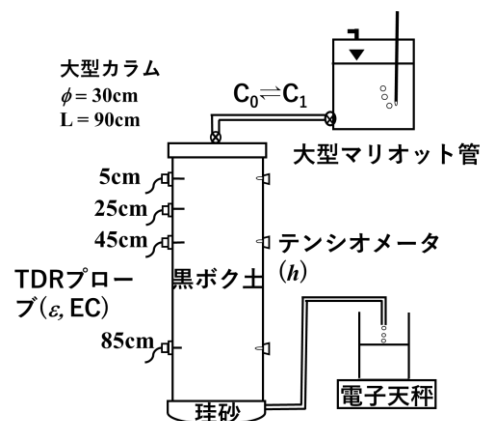 大型カラム
ϕ = 30cm
L = 90cm
C₀⇌C₁
大型マリオット管
5cm
25cm
45cm
テンシオメータ
(h)
TDRプロー
ブ(ε, EC)
黒ボク土
85cm
珪砂
電子天秤